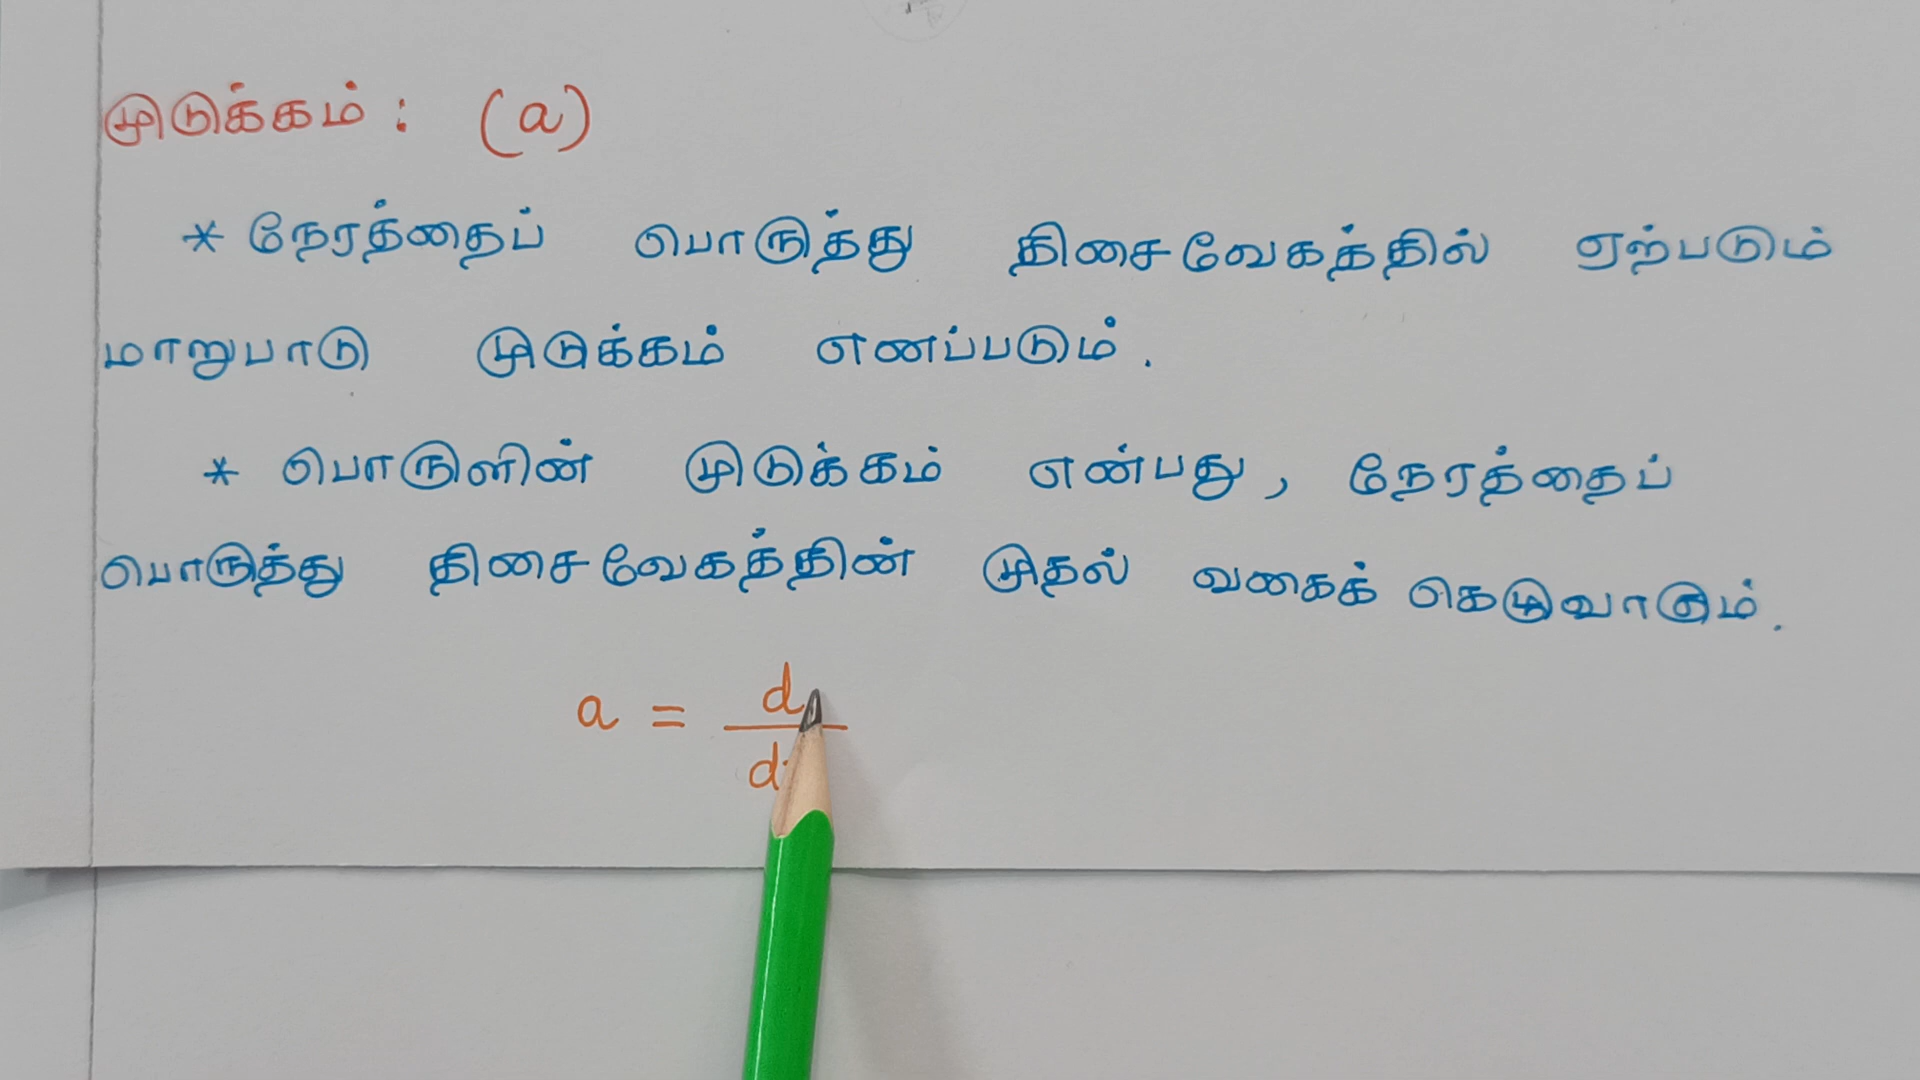 முடுக்கம் : (a)
* நேரத்தைப் பொருத்து திசைவேகத்தில் ஏற்படும்
மாறுபாடு முடுக்கம் எனப்படும்.
* பொருளின் முடுக்கம் என்பது, நேரத்தைப்
பொருத்து திசைவேகத்தின் முதல் வகைக் கெழுவாகும்.
a = d
d